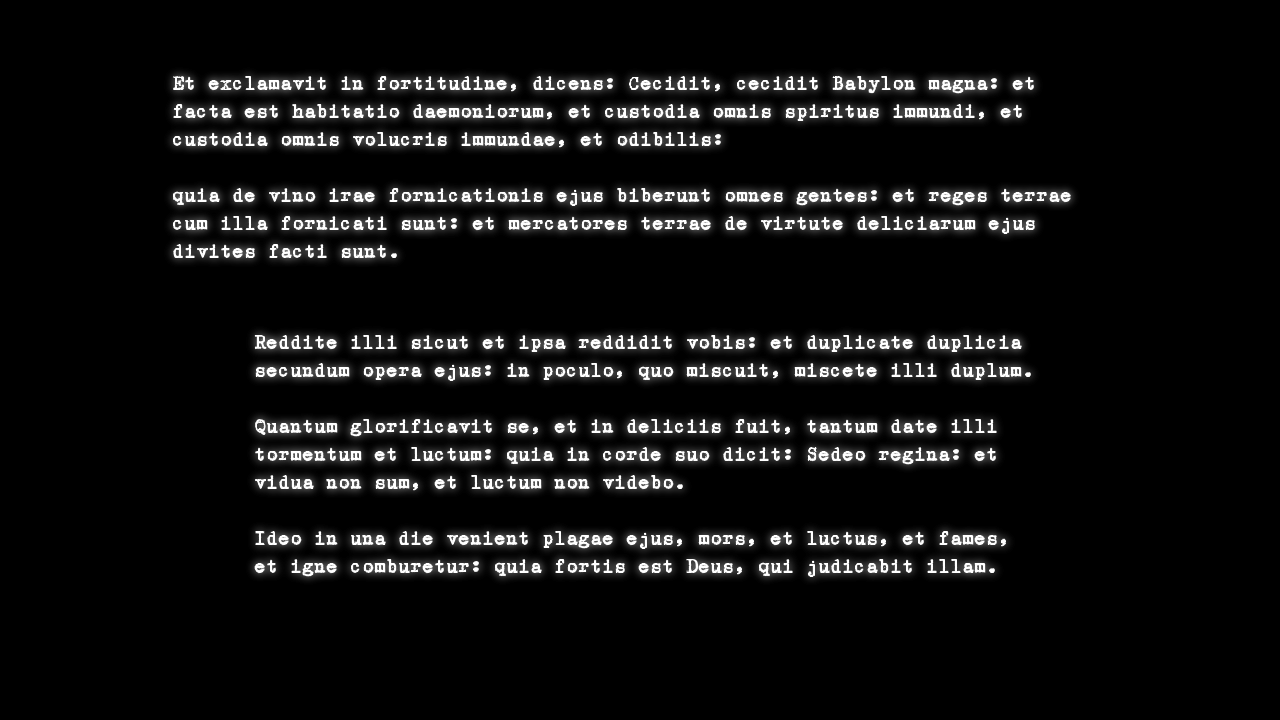 Et exclamavit in fortitudine, dicens: Cecidit, cecidit Babylon magna: et
facta est habitatio daemoniorum, et custodia omnis spiritus immundi, et
custodia omnis volucris immundae, et odibilis:
quia de vino irae fornicationis ejus biberunt omnes gentes: et reges terrae
cum illa fornicati sunt: et mercatores terrae de virtute deliciarum ejus
divites facti sunt.
Reddite illi sicut et ipsa reddidit vobis: et duplicate duplicia
secundum opera ejus: in poculo, quo miscuit, miscete illi duplum.
Quantum glorificavit se, et in deliciis fuit, tantum date illi
tormentum et luctum: quia in corde suo dicit: Sedeo regina: et
vidua non sum, et luctum non videbo.
Ideo in una die venient plagae ejus, mors, et luctus, et fames,
et igne comburetur: quia fortis est Deus, qui judicabit illam.